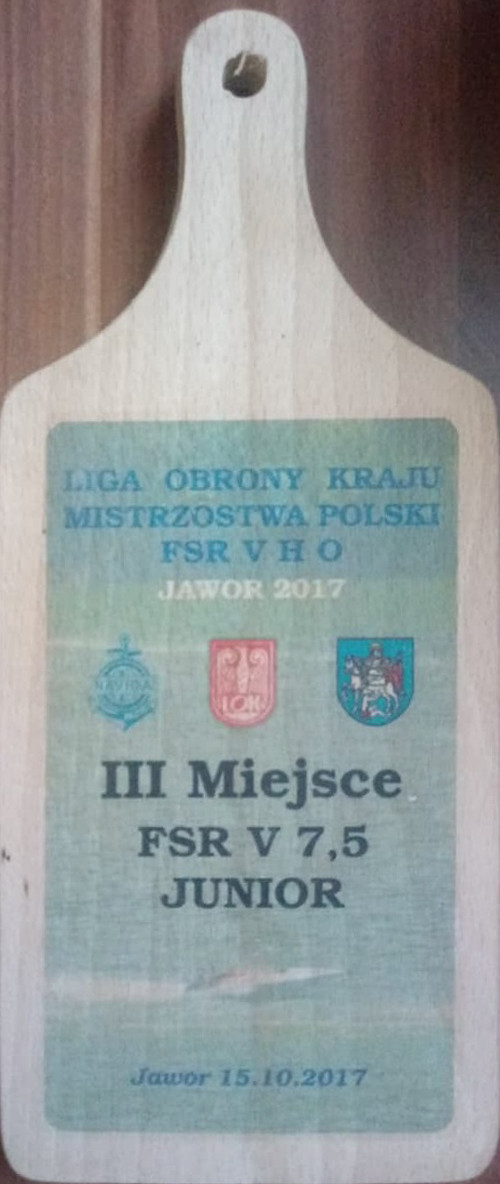 LIGA OBRONY KRAJU
MISTRZOSTWA POLSKI
FSR V H O
JAWOR 2017
NAVIGA
LOK
III Miejsce
FSR V 7,5
JUNIOR
Jawor 15.10.2017